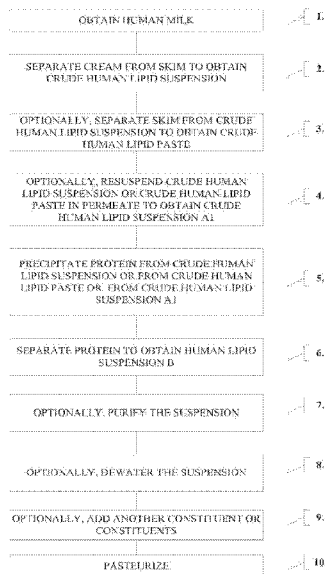 OBTAIN HUMAN MILK
1.
SEPARATE CREAM FROM SKIM TO OBTAIN
CRUDE HUMAN LIPID SUSPENSION
2.
OPTIONALLY, SEPARATE SKIM FROM CRUDE
HUMAN LIPID SUSPENSION TO OBTAIN CRUDE
HUMAN LIPID PASTE
3.
OPTIONALLY, RESUSPEND CRUDE HUMAN
LIPID SUSPENSION OR CRUDE HUMAN LIPID
PASTE IN PERMEATE TO OBTAIN CRUDE
HUMAN LIPID SUSPENSION A1
4.
PRECIPITATE PROTEIN FROM CRUDE HUMAN
LIPID SUSPENSION OR FROM CRUDE HUMAN
LIPID PASTE OR FROM CRUDE HUMAN LIPID
SUSPENSION A1
5.
SEPARATE PROTEIN TO OBTAIN HUMAN LIPID
SUSPENSION B
6.
OPTIONALLY, PURIFY THE SUSPENSION
7.
OPTIONALLY, DEWATER THE SUSPENSION
8.
OPTIONALLY, ADD ANOTHER CONSTITUENT OR
CONSTITUENTS
9.
PASTEURIZE
10